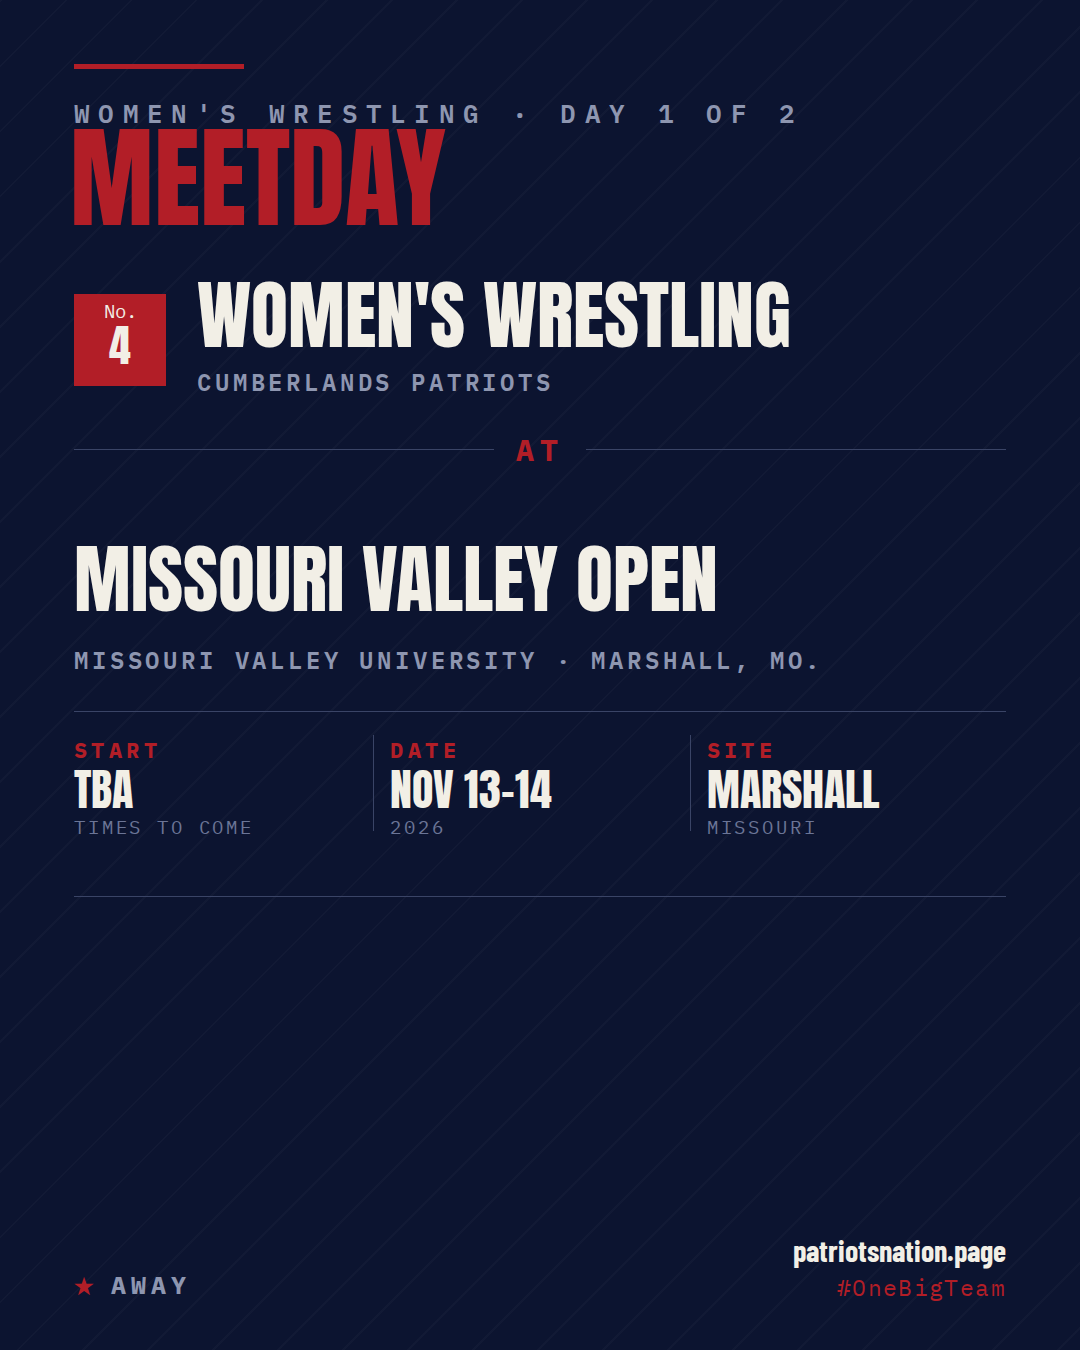 WOMEN'S WRESTLING · DAY 1 OF 2
MEETDAY
No.
4
WOMEN'S WRESTLING
CUMBERLANDS PATRIOTS
AT
MISSOURI VALLEY OPEN
MISSOURI VALLEY UNIVERSITY · MARSHALL, MO.
START
TBA
TIMES TO COME
DATE
NOV 13-14
2026
SITE
MARSHALL
MISSOURI
★ AWAY
patriotsnation.page
#OneBigTeam